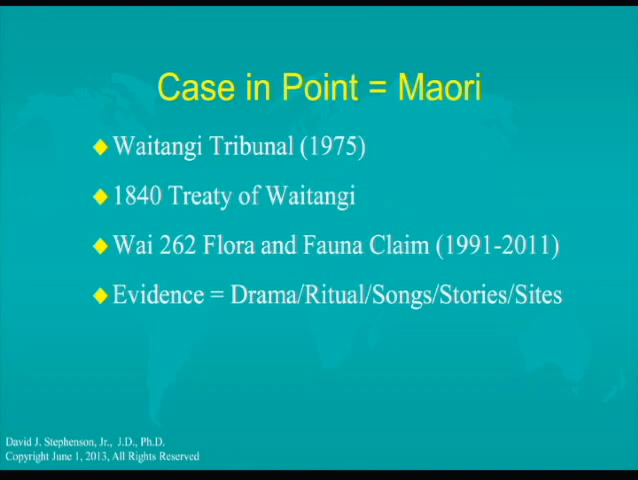 Case in Point = Maori
Waitangi Tribunal (1975)
1840 Treaty of Waitangi
Wai 262 Flora and Fauna Claim (1991-2011)
Evidence = Drama/Ritual/Songs/Stories/Sites
David J. Stephenson, Jr., J.D., Ph.D.
Copyright June 1, 2013, All Rights Reserved